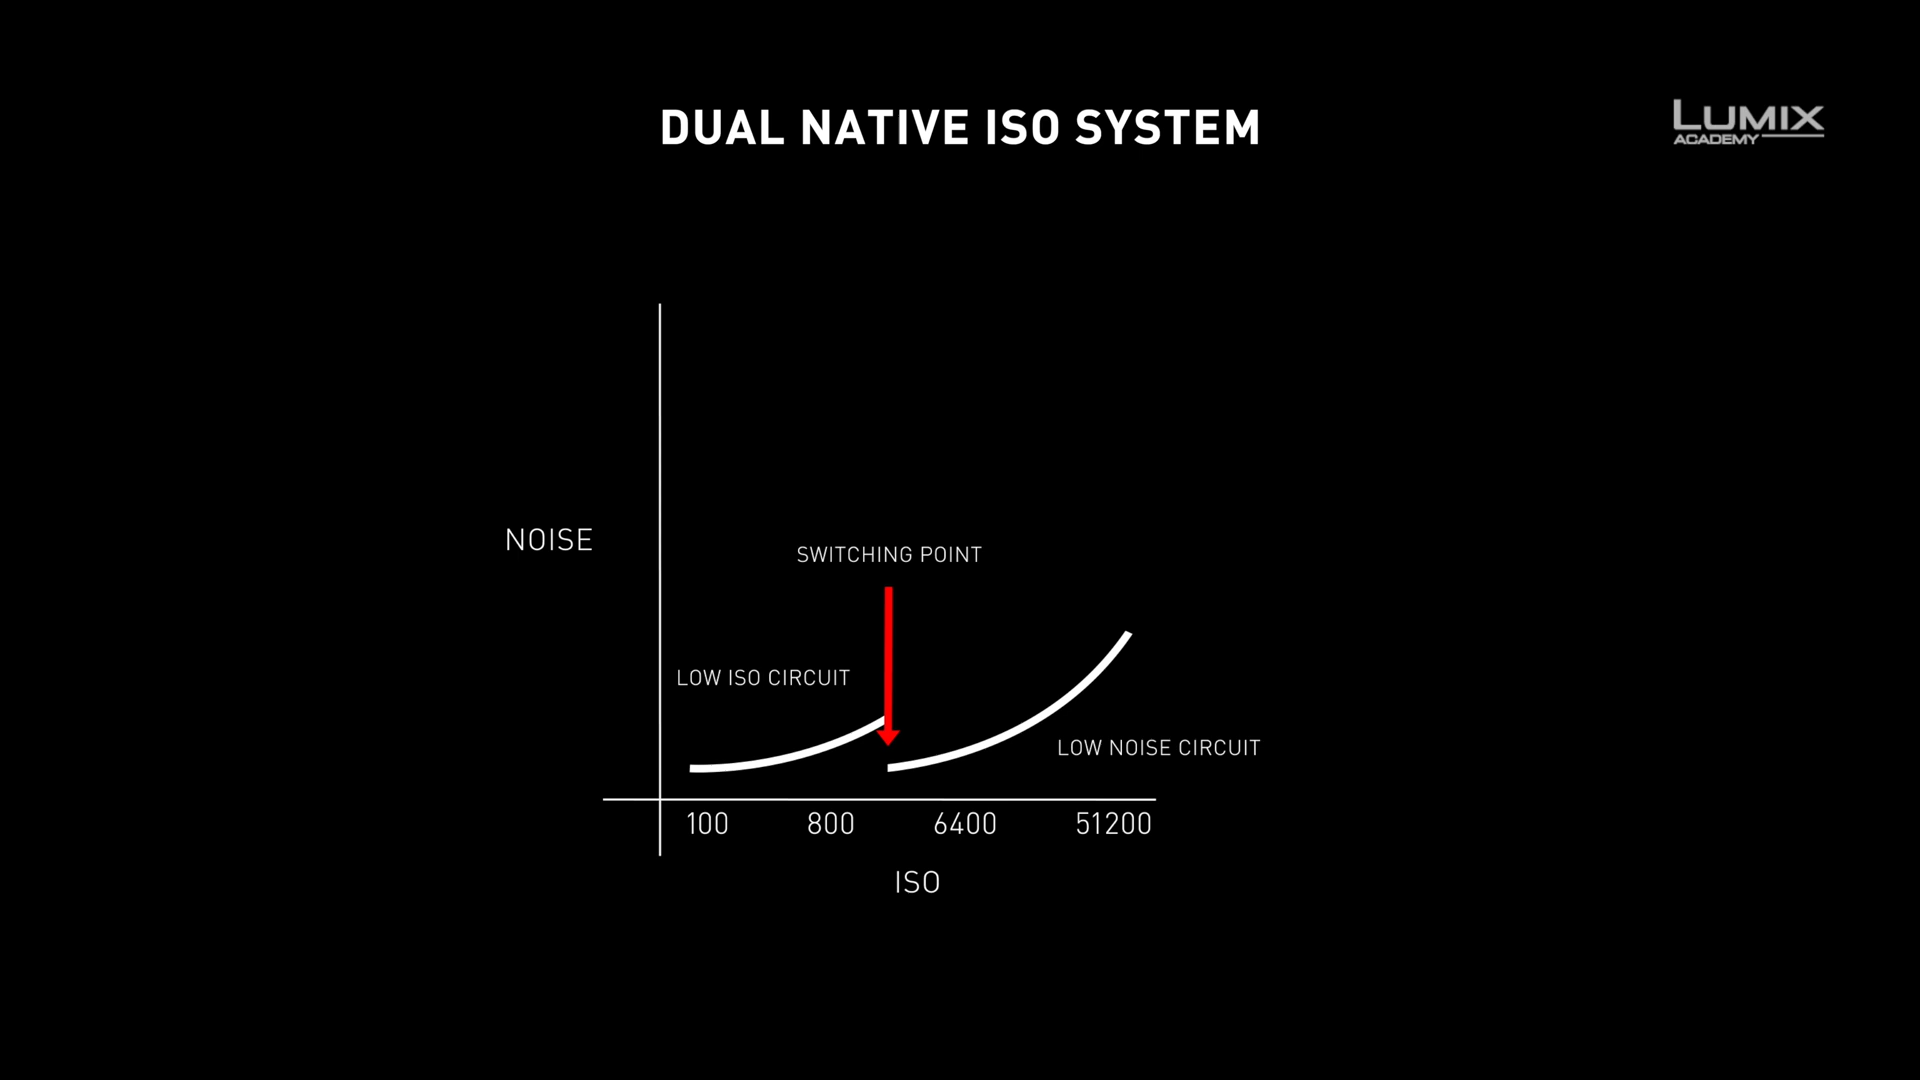 DUAL NATIVE ISO SYSTEM
LUMIX
ACADEMY
NOISE
SWITCHING POINT
LOW ISO CIRCUIT
LOW NOISE CIRCUIT
100 800 6400 51200
ISO